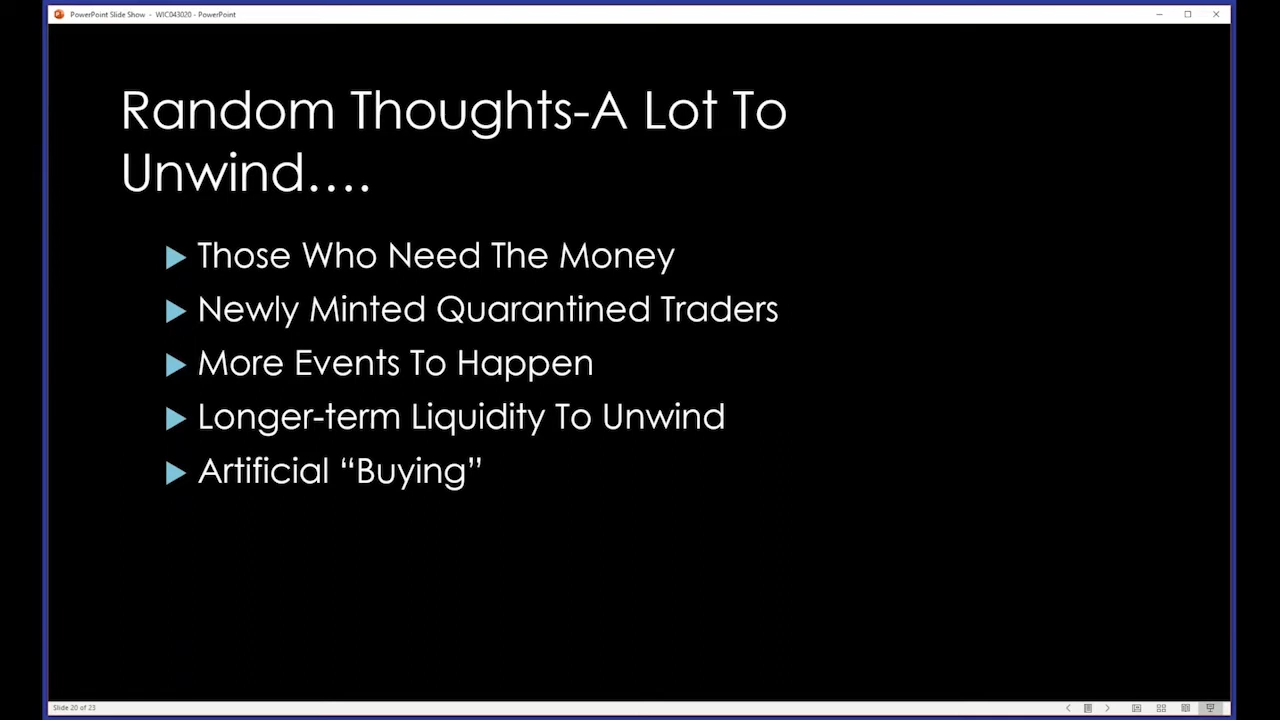 PowerPoint Slide Show - WIC043020 - PowerPoint
Random Thoughts-A Lot To
Unwind....
Those Who Need The Money
Newly Minted Quarantined Traders
More Events To Happen
Longer-term Liquidity To Unwind
Artificial “Buying”
Slide 20 of 23